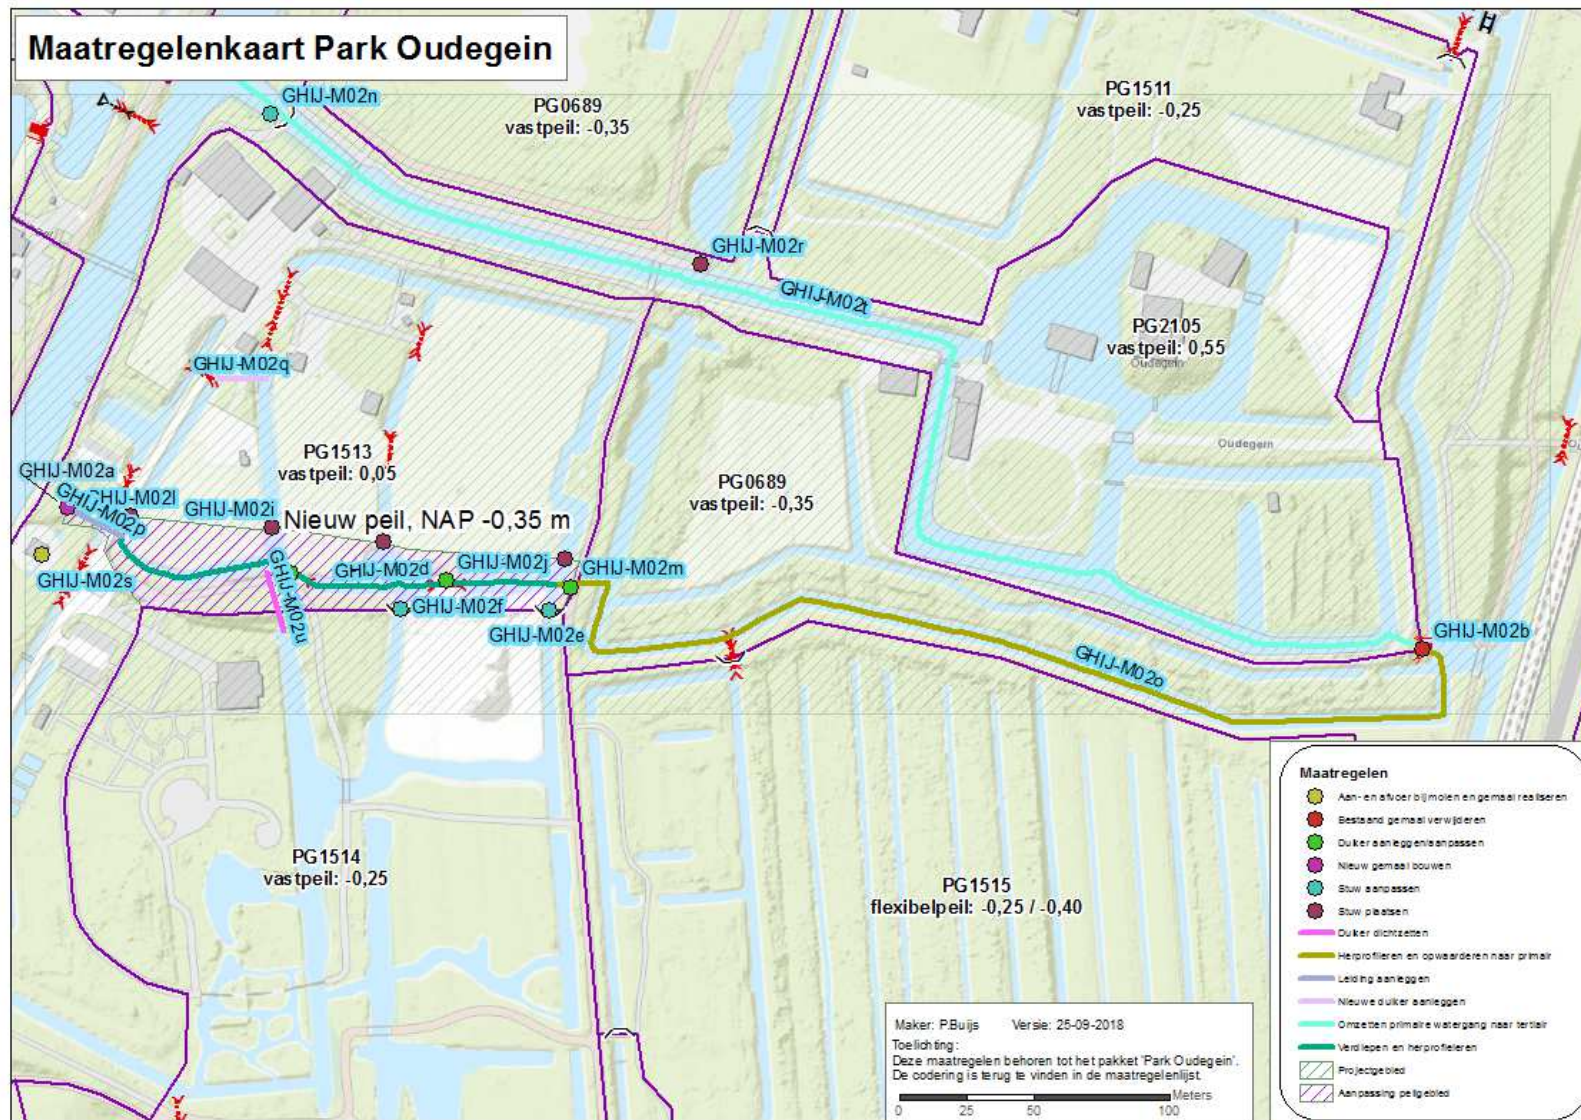 Maatregelenkaart Park Oudegein
GHIJ-M02n
PG0689
vastpeil: -0,35
PG1511
vastpeil: -0,25
GHIJ-M02r
GHIJ-M02t
PG2105
vastpeil: 0,55
Oudegein
GHIJ-M02q
PG1513
vastpeil: 0,05
Oudegein
GHIJ-M02a
GHIJ-M02l
GHIJ-M02p
GHIJ-M02i
Nieuw peil, NAP -0,35 m
PG0689
vastpeil: -0,35
GHIJ-M02s
GHIJ-M02u
GHIJ-M02d
GHIJ-M02j
GHIJ-M02m
GHIJ-M02f
GHIJ-M02e
GHIJ-M02b
GHIJ-M02o
PG1514
vastpeil: -0,25
PG1515
flexibelpeil: -0,25 / -0,40
Maatregelen
Aan- en afvoer bij molen en gemaal realiseren
Bestaand gemaal verwijderen
Duiker aanleggen/aanpassen
Nieuw gemaal bouwen
Stuw aanpassen
Stuw plaatsen
Duiker dichtzetten
Herprofileren en opwaarderen naar primair
Leiding aanleggen
Nieuwe duiker aanleggen
Omzetten primaire watergang naar tertiair
Verdiepen en herprofileren
Projectgebied
Aanpassing peilgebied
Maker: P.Buijs Versie: 25-09-2018
Toelichting:
Deze maatregelen behoren tot het pakket 'Park Oudegein'.
De codering is terug te vinden in de maatregelenlijst.
Meters
0 25 50 100